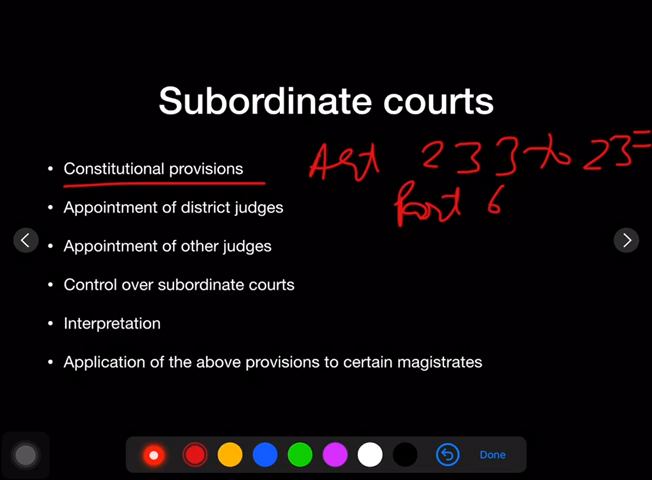 Subordinate courts
• Constitutional provisions
Art 233 to
Part 6
• Appointment of district judges
• Appointment of other judges
• Control over subordinate courts
• Interpretation
• Application of the above provisions to certain magistrates
Done